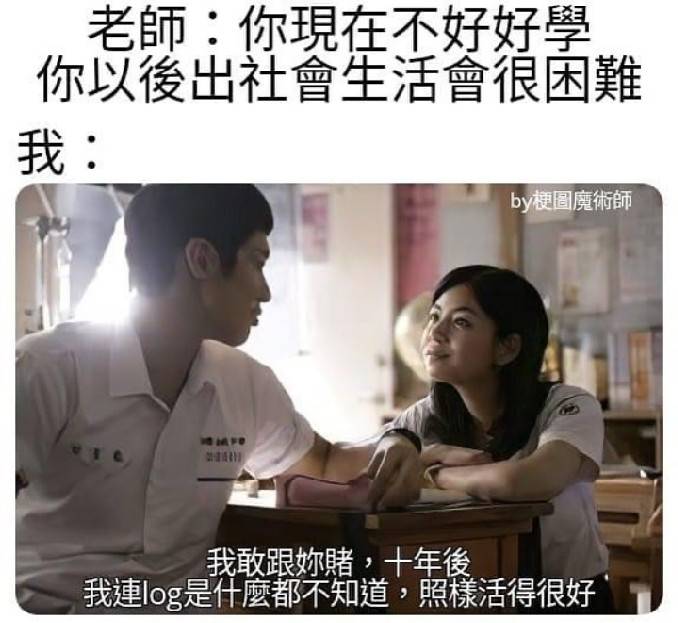 老師：你現在不好好學
你以後出社會生活會很困難
我：
by梗圖魔術師
我敢跟妳賭，十年後
我連log是什麼都不知道，照樣活得很好